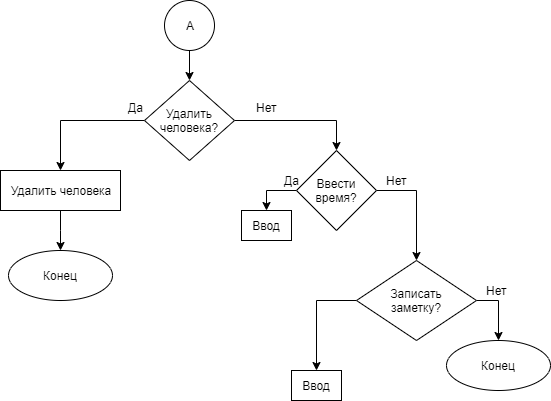 А
Да
Удалить
человека?
Нет
Удалить человека
Да
Ввести
время?
Нет
Ввод
Конец
Записать
заметку?
Нет
Ввод
Конец